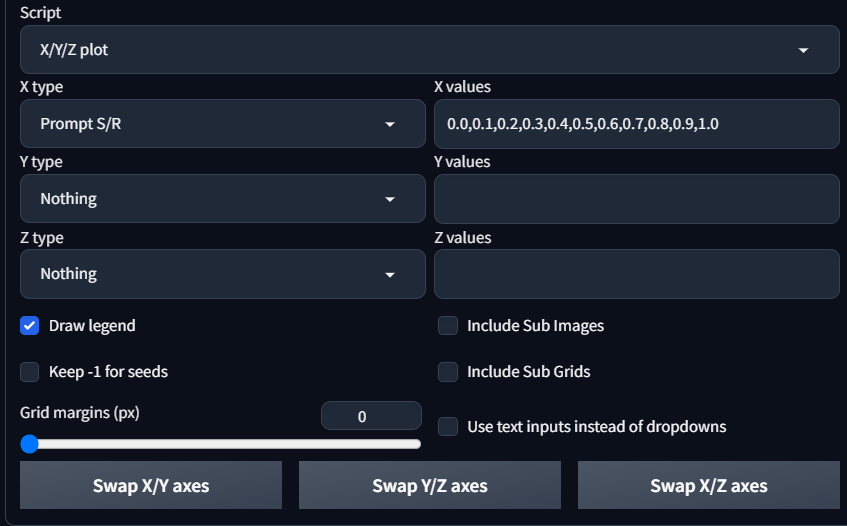 Script
X/Y/Z plot
X type
X values
Prompt S/R
0.0,0.1,0.2,0.3,0.4,0.5,0.6,0.7,0.8,0.9,1.0
Y type
Y values
Nothing
Z type
Z values
Nothing
Draw legend
Include Sub Images
Keep -1 for seeds
Include Sub Grids
Grid margins (px)
0
Use text inputs instead of dropdowns
Swap X/Y axes
Swap Y/Z axes
Swap X/Z axes